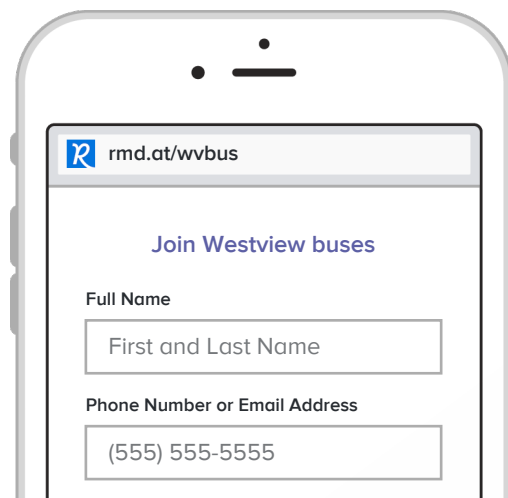 rmd.at/wvbus
Join Westview buses
Full Name
First and Last Name
Phone Number or Email Address
(555) 555-5555